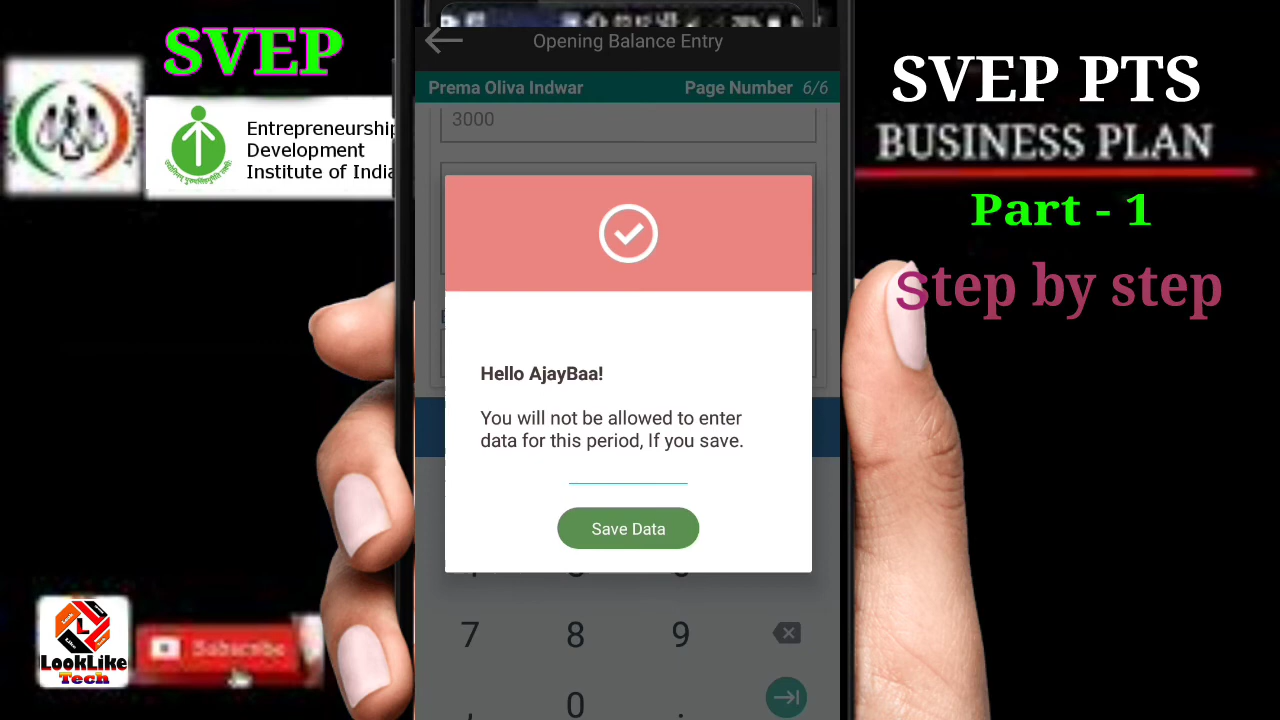 SVEP
Entrepreneurship
Development
Institute of India
Opening Balance Entry
Prema Oliva Indwar
Page Number 6/6
3000
Hello AjayBaa!
You will not be allowed to enter
data for this period, If you save.
Save Data
7 8 9
, 0 .
SVEP PTS
BUSINESS PLAN
Part - 1
Step by step
L
LookLike
Tech
Subscribe